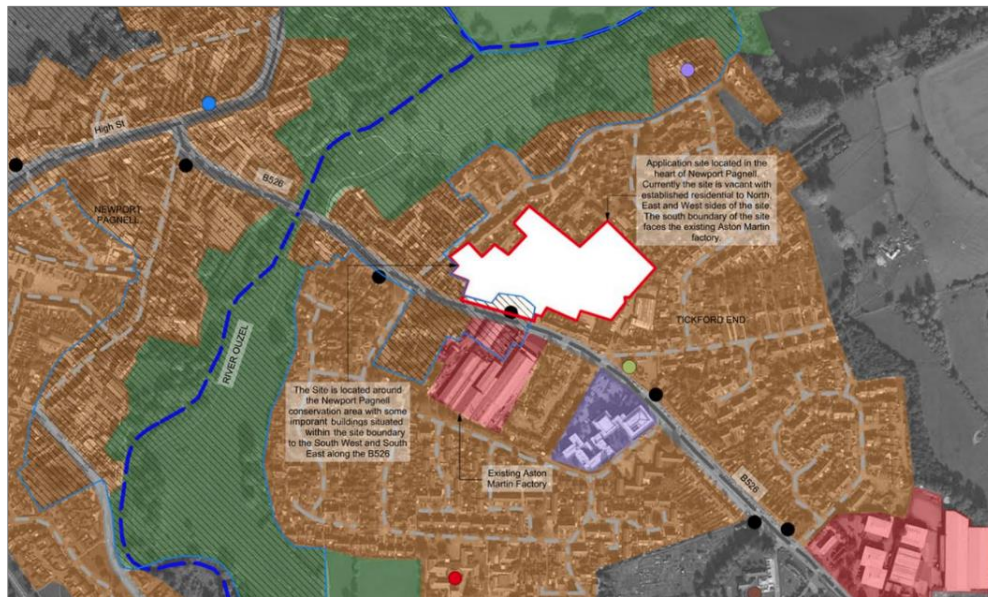 High St
B526
NEWPORT
PAGNELL
RIVER OUZEL
Application site located in the
heart of Newport Pagnell.
Currently the site is vacant with
established residential to North
East and West sides of the site.
The south boundary of the site
faces the existing Aston Martin
factory.
TICKFORD END
The Site is located around
the Newport Pagnell
conservation area with some
imporant buildings situated
within the site boundary
to the South West and South
East along the B526
Existing Aston
Martin Factory
B526